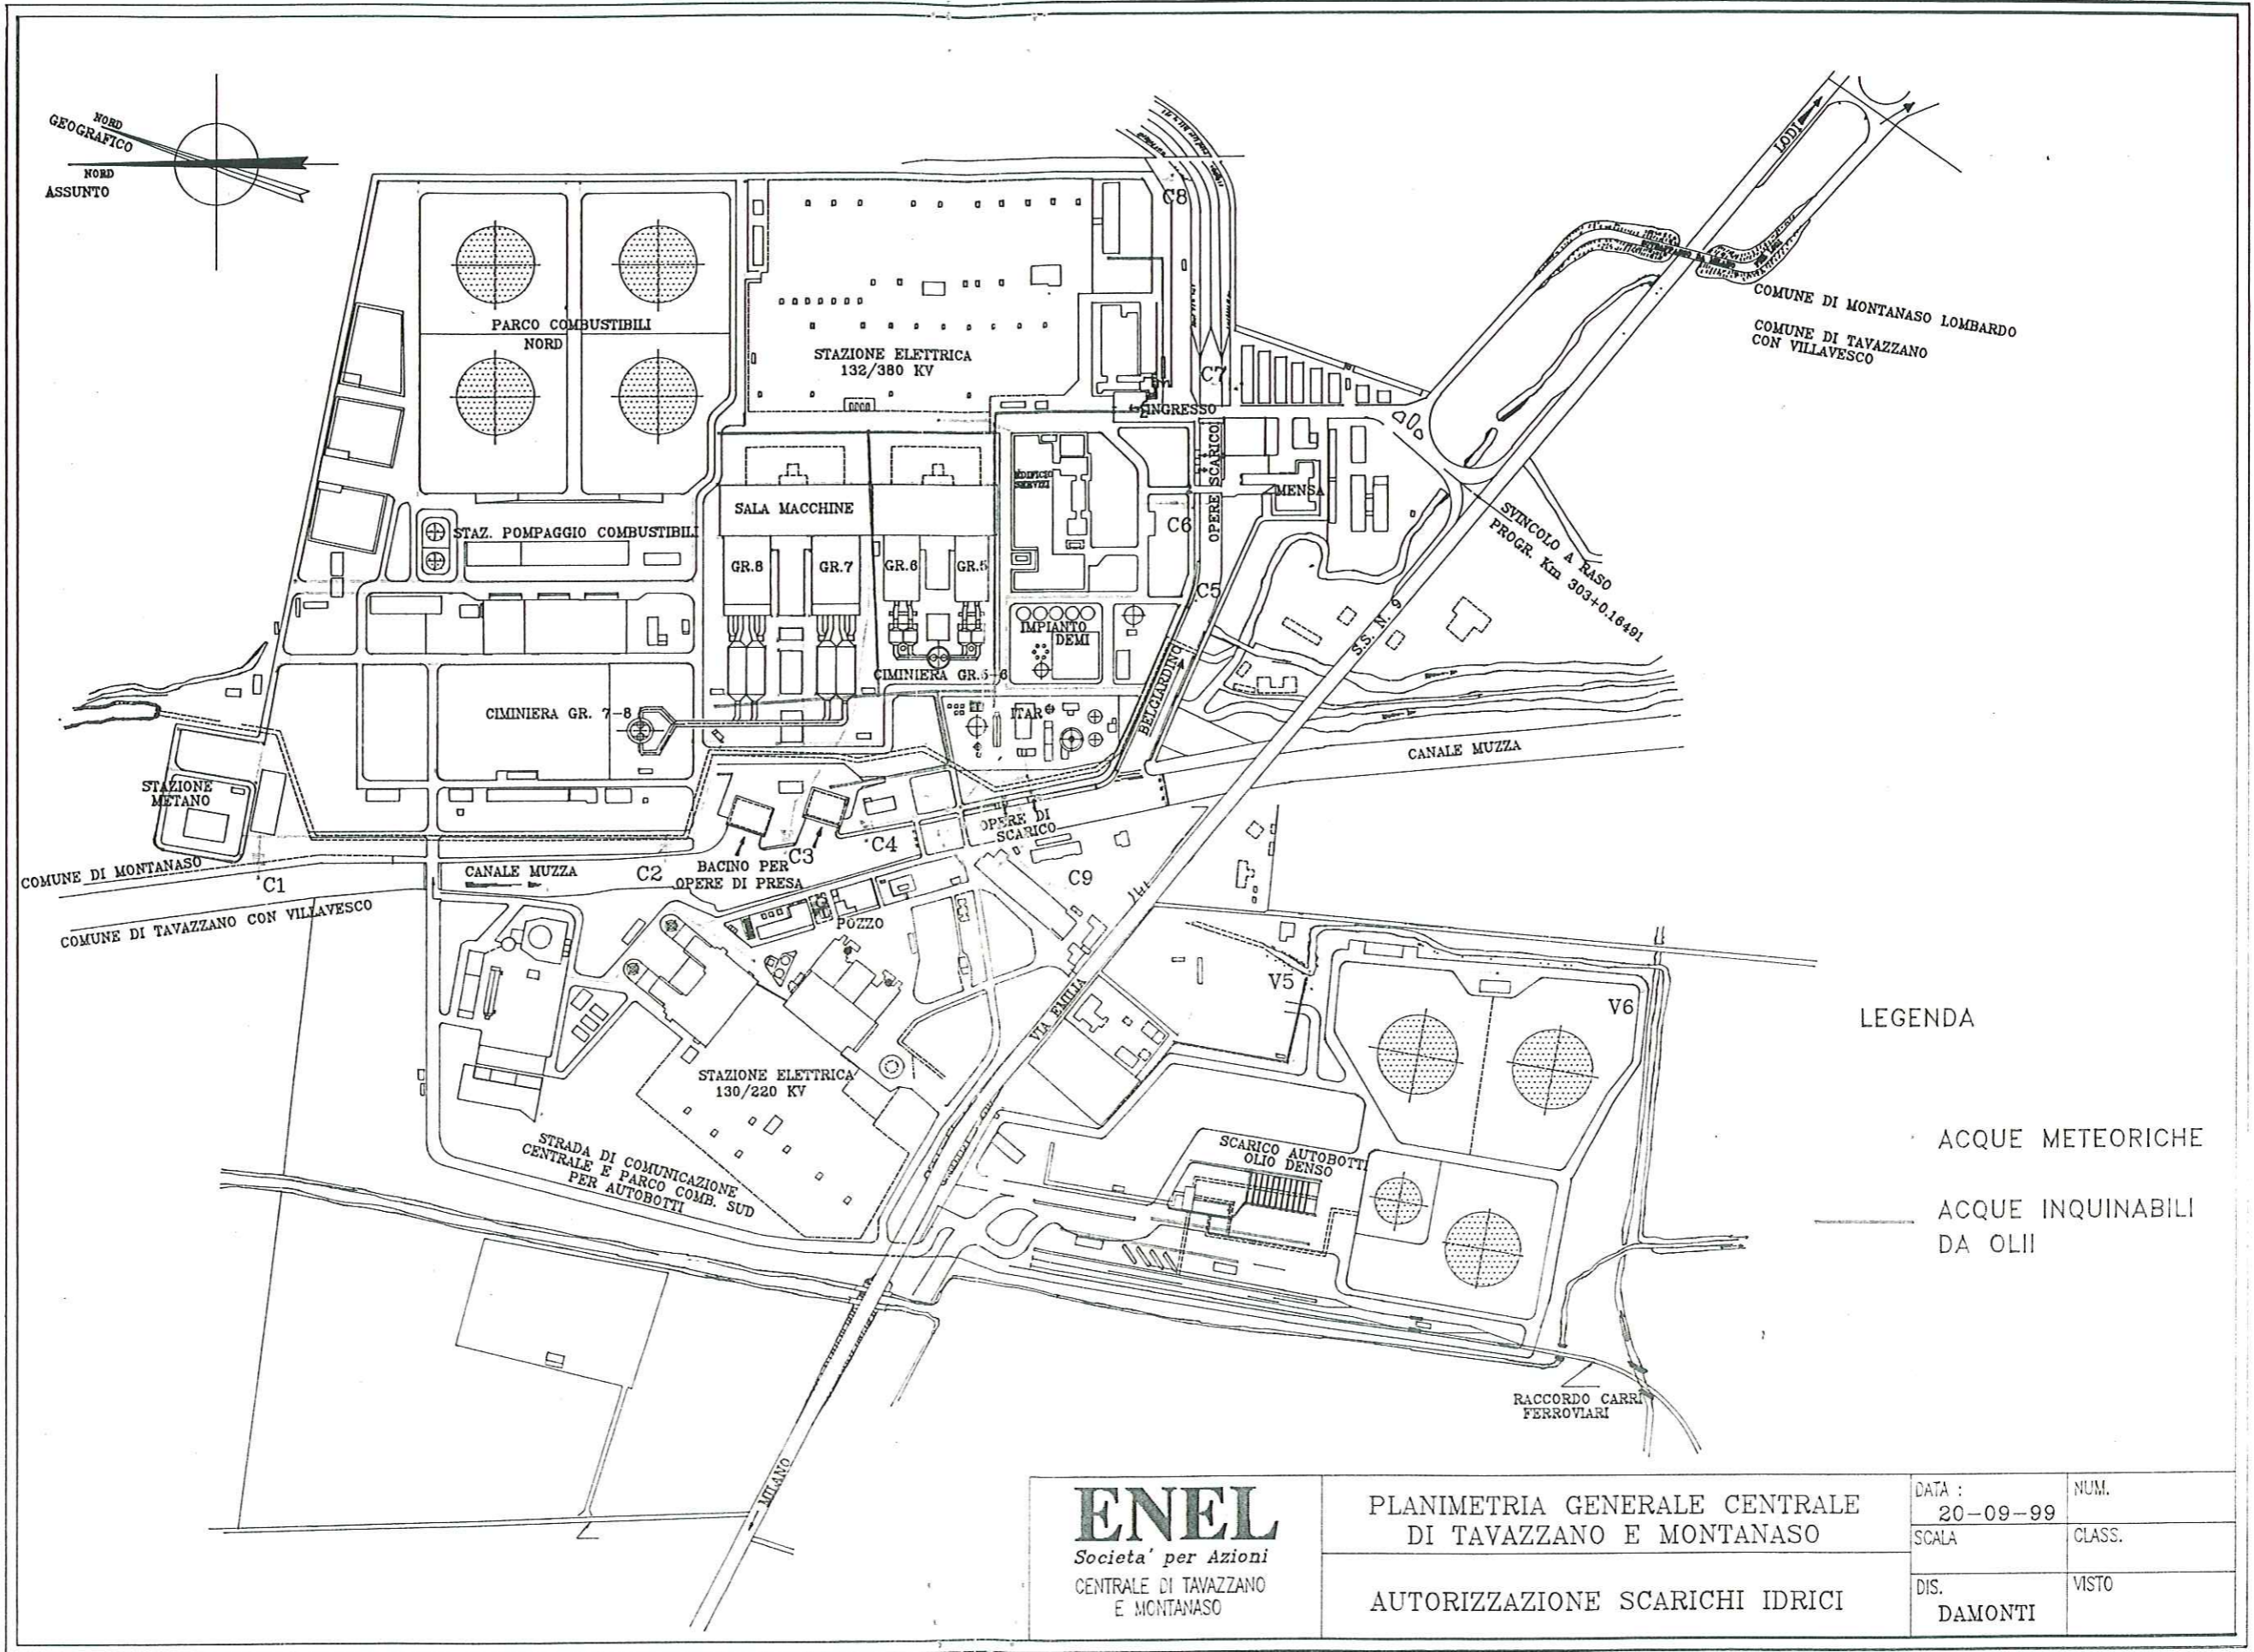 NORD
GEOGRAFICO
NORD
ASSUNTO
PARCO COMBUSTIBILI
NORD
STAZIONE ELETTRICA
132/380 KV
C8
C7
INGRESSO
LODI
COMUNE DI MONTANASO LOMBARDO
COMUNE DI TAVAZZANO
CON VILLAVESCO
STAZ. POMPAGGIO COMBUSTIBILI
SALA MACCHINE
GR.8
GR.7
GR.6
GR.5
EDIFICIO
SERVIZI
C6
OPERE SCARICO
MENSA
C5
SVINCOLO A RASO
PROGR. Km 303+0.16491
S.S. N. 9
IMPIANTO
DEMI
CIMINIERA GR.5-6
CIMINIERA GR. 7-8
ITAR
BELGIARDINO
CANALE MUZZA
STAZIONE
METANO
OPERE DI
SCARICO
COMUNE DI MONTANASO
C1
CANALE MUZZA
C2
BACINO PER
OPERE DI PRESA
C3
C4
C9
COMUNE DI TAVAZZANO CON VILLAVESCO
POZZO
V5
V6
VIA EMILIA
STAZIONE ELETTRICA
130/220 KV
STRADA DI COMUNICAZIONE
CENTRALE E PARCO COMB. SUD
PER AUTOBOTTI
SCARICO AUTOBOTTI
OLIO DENSO
RACCORDO CARRI
FERROVIARI
MILANO
LEGENDA
ACQUE METEORICHE
ACQUE INQUINABILI
DA OLII
ENEL
Societa' per Azioni
CENTRALE DI TAVAZZANO
E MONTANASO
PLANIMETRIA GENERALE CENTRALE
DI TAVAZZANO E MONTANASO
AUTORIZZAZIONE SCARICHI IDRICI
DATA :
20-09-99
NUM.
SCALA
CLASS.
DIS.
DAMONTI
VISTO